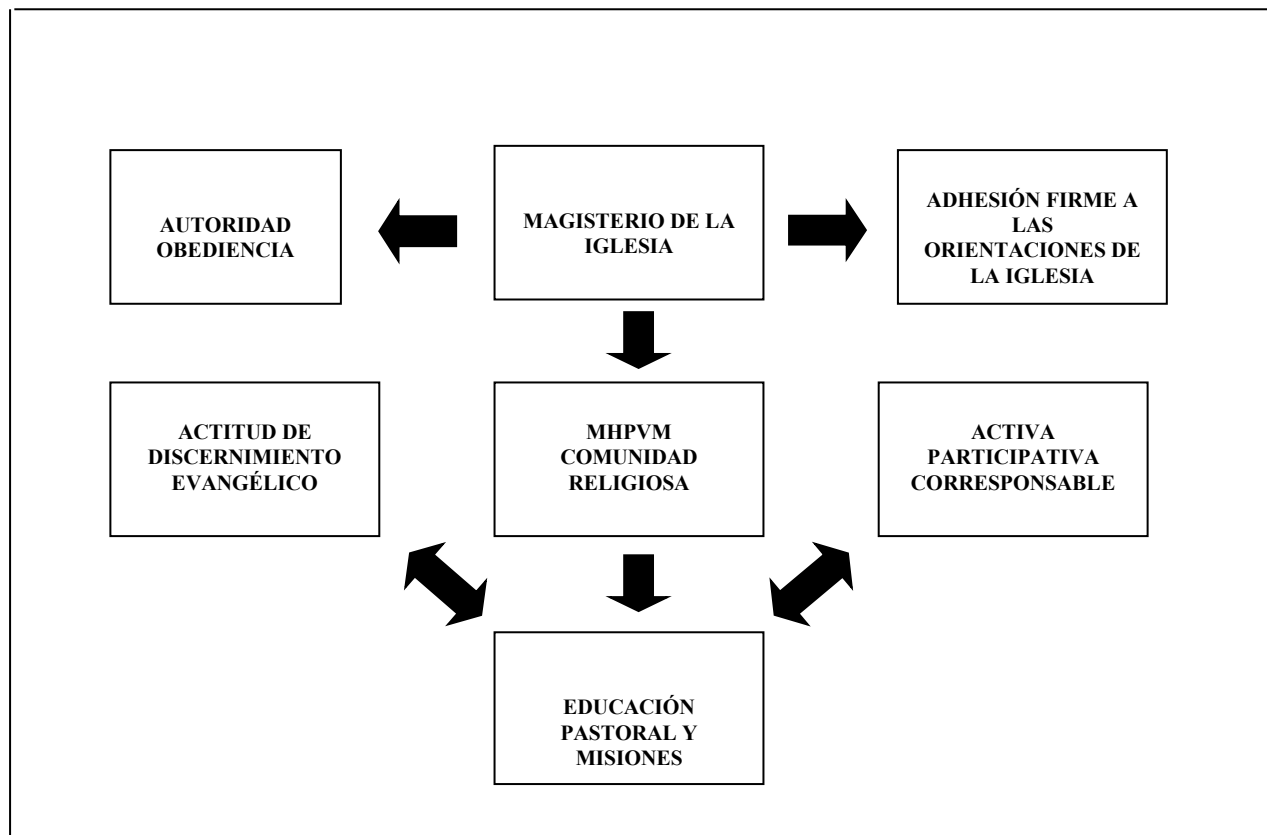 AUTORIDAD
OBEDIENCIA
MAGISTERIO DE LA
IGLESIA
ADHESIÓN FIRME A
LAS
ORIENTACIONES DE
LA IGLESIA
ACTITUD DE
DISCERNIMIENTO
EVANGÉLICO
MHPVM
COMUNIDAD
RELIGIOSA
ACTIVA
PARTICIPATIVA
CORRESPONSABLE
EDUCACIÓN
PASTORAL Y
MISIONES